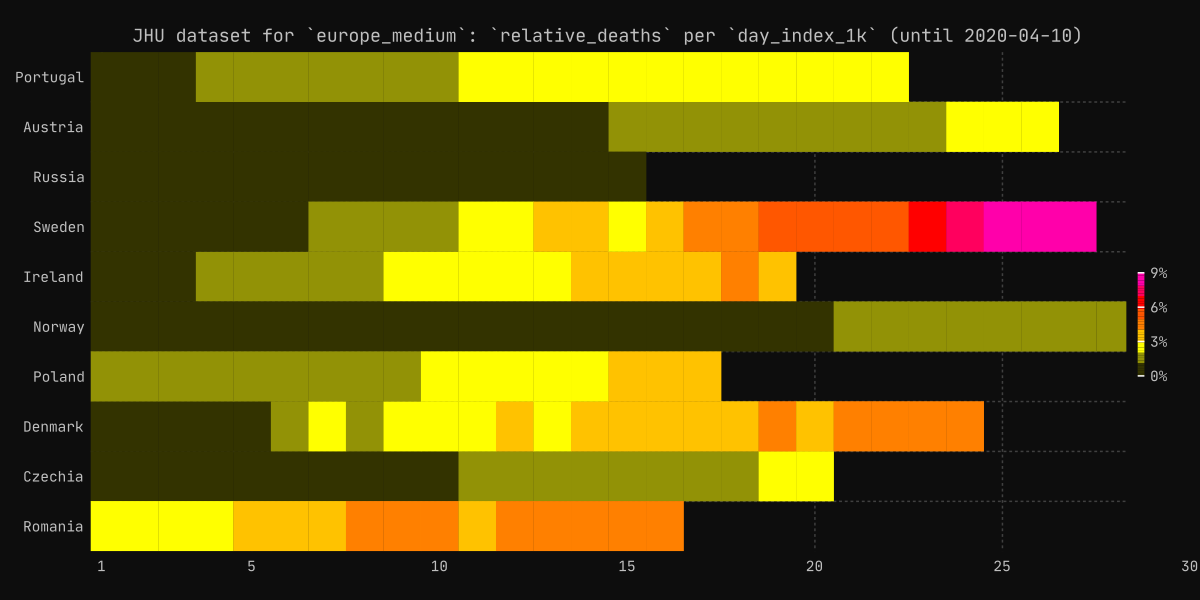 JHU dataset for `europe_medium`: `relative_deaths` per `day_index_1k` (until 2020-04-10)
Portugal
Austria
Russia
Sweden
Ireland
Norway
Poland
Denmark
Czechia
Romania
9%
6%
3%
0%
1 5 10 15 20 25 30